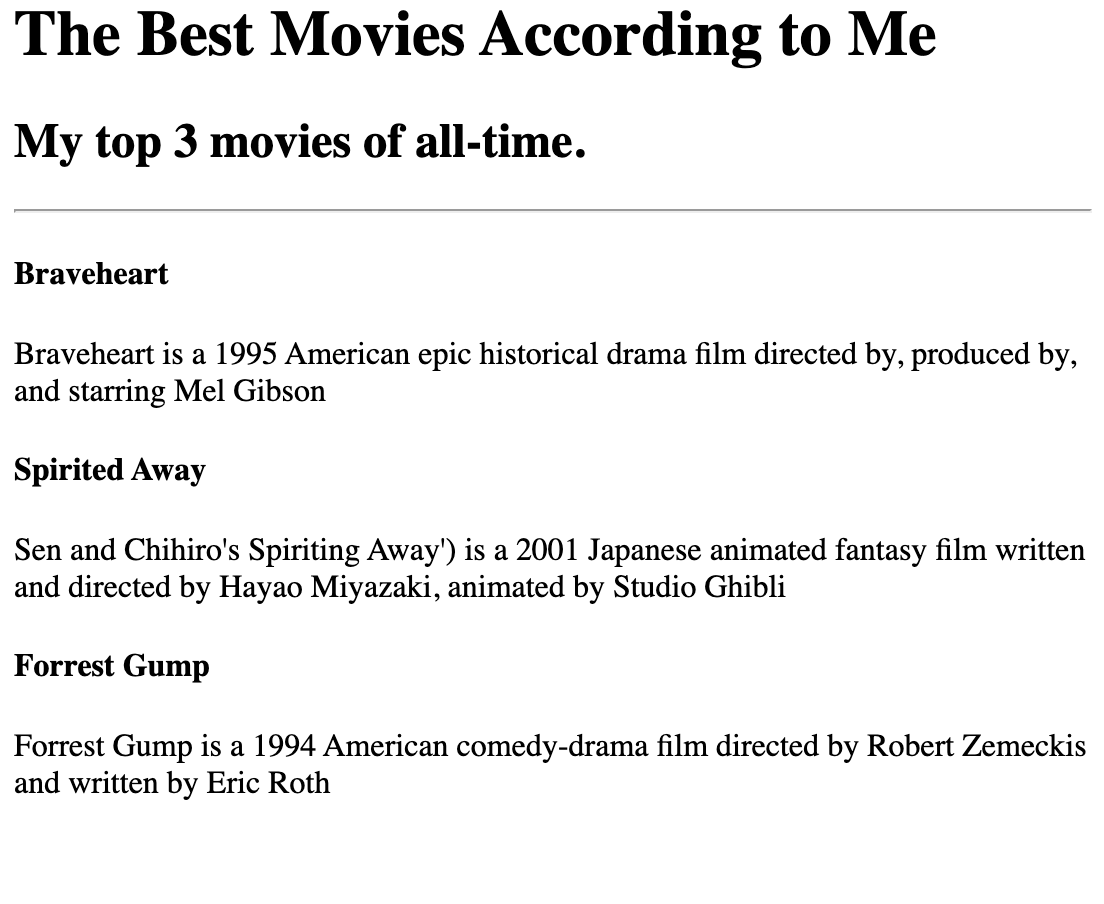 The Best Movies According to Me
My top 3 movies of all-time.
Braveheart
Braveheart is a 1995 American epic historical drama film directed by, produced by,
and starring Mel Gibson
Spirited Away
Sen and Chihiro's Spiriting Away') is a 2001 Japanese animated fantasy film written
and directed by Hayao Miyazaki, animated by Studio Ghibli
Forrest Gump
Forrest Gump is a 1994 American comedy-drama film directed by Robert Zemeckis
and written by Eric Roth